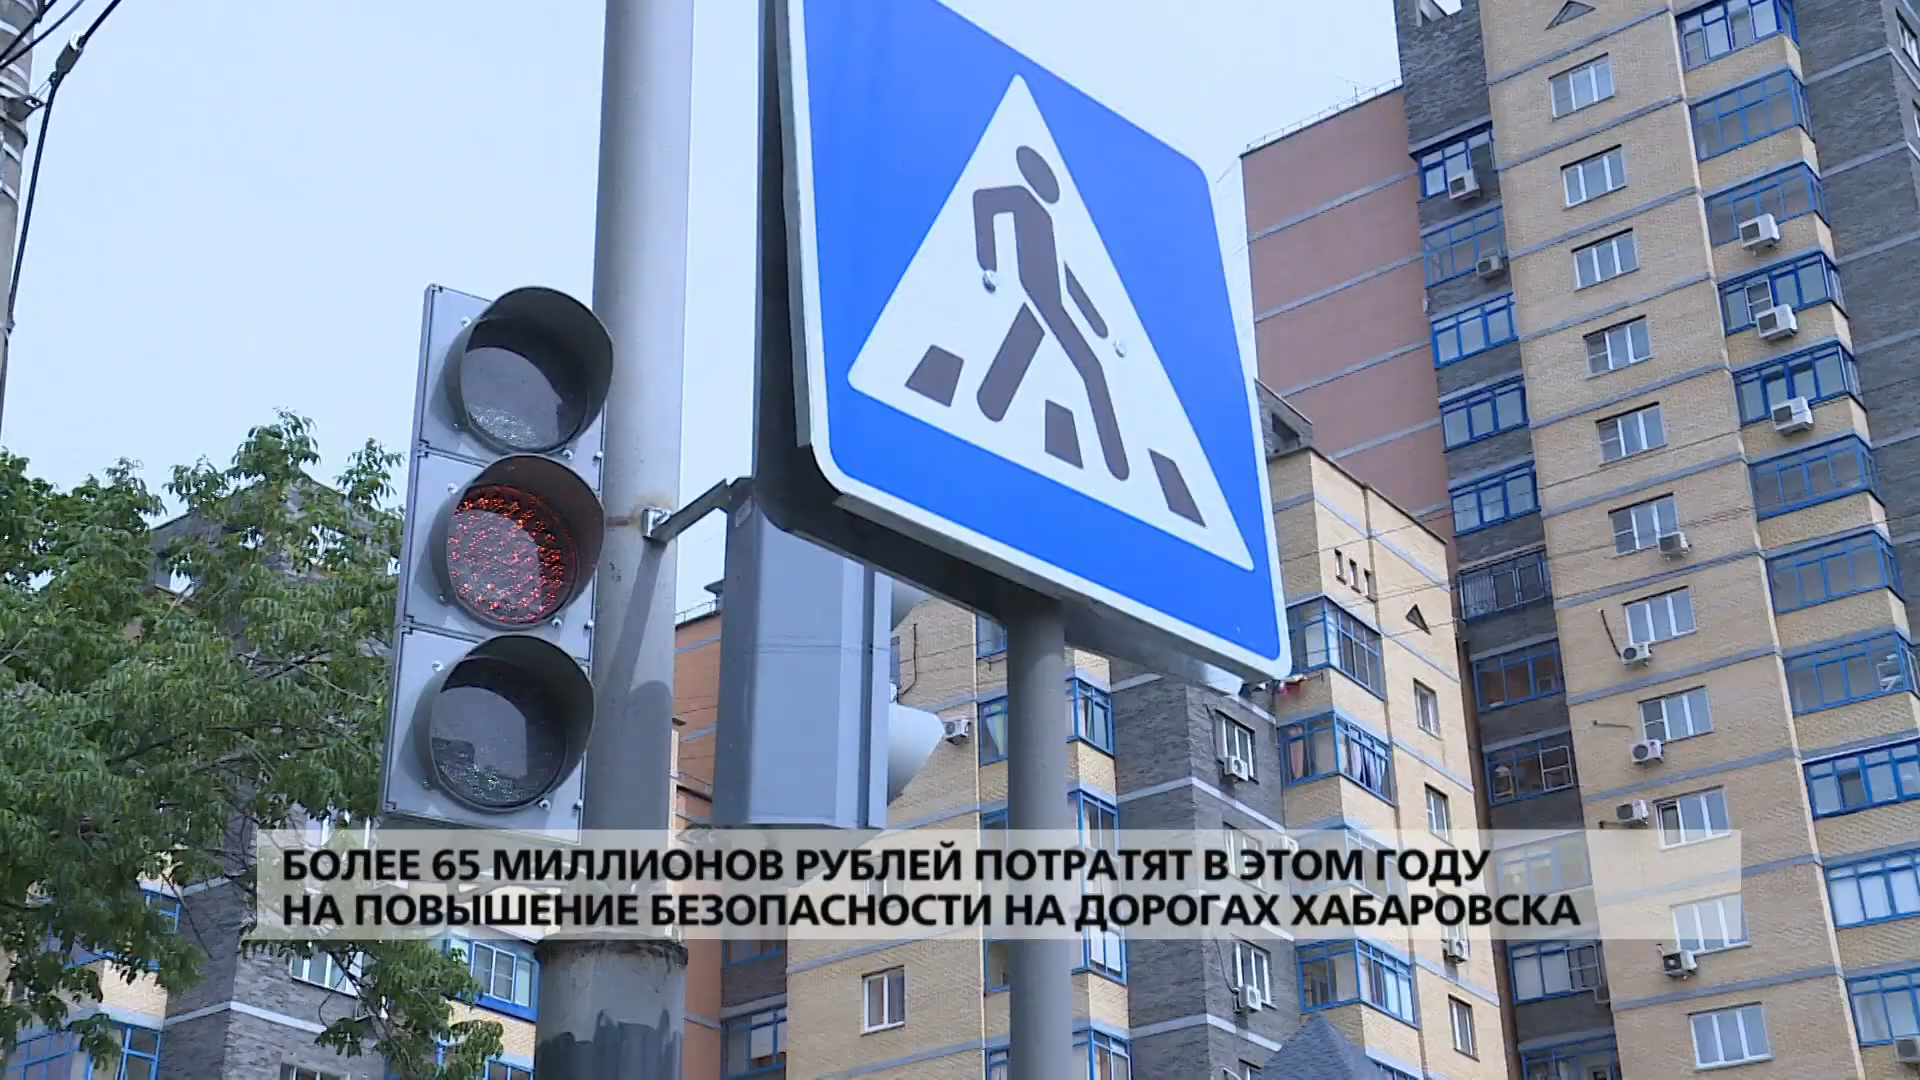 БОЛЕЕ 65 МИЛЛИОНОВ РУБЛЕЙ ПОТРАТЯТ В ЭТОМ ГОДУ
НА ПОВЫШЕНИЕ БЕЗОПАСНОСТИ НА ДОРОГАХ ХАБАРОВСКА